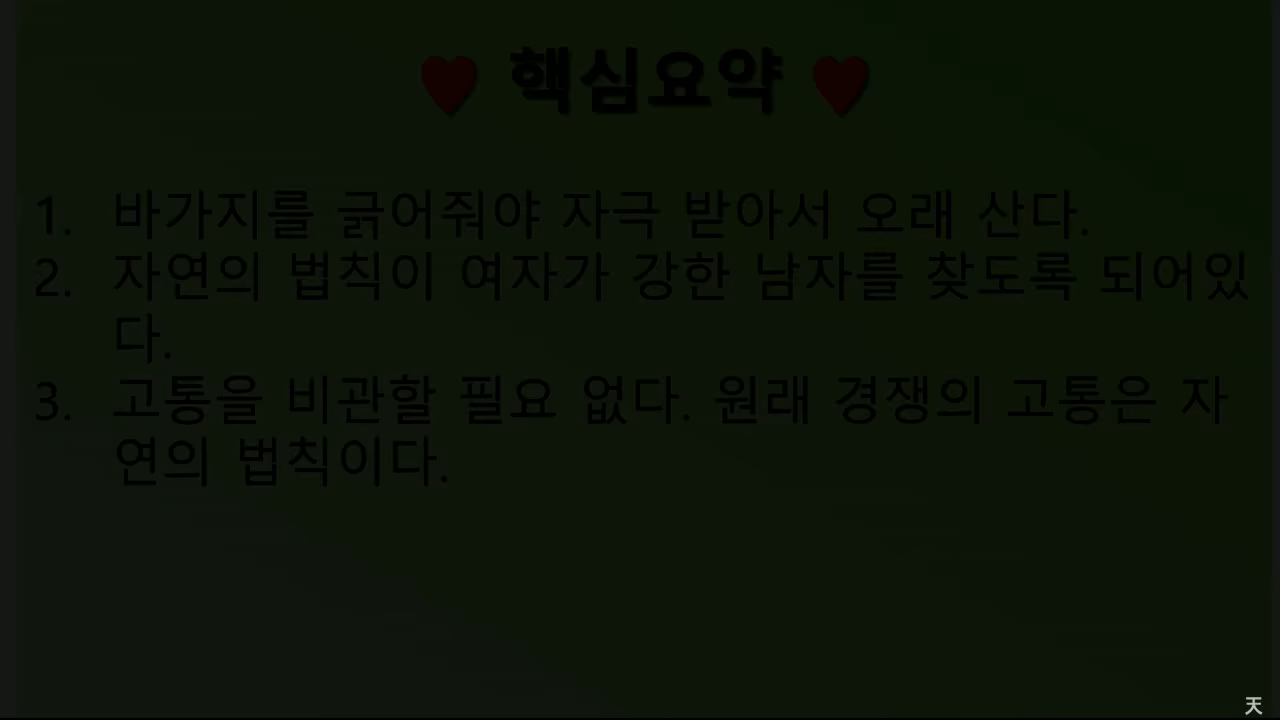 ♥ 핵심요약 ♥
1. 바가지를 긁어줘야 자극 받아서 오래 산다.
2. 자연의 법칙이 여자가 강한 남자를 찾도록 되어있
다.
3. 고통을 비관할 필요 없다. 원래 경쟁의 고통은 자
연의 법칙이다.
天